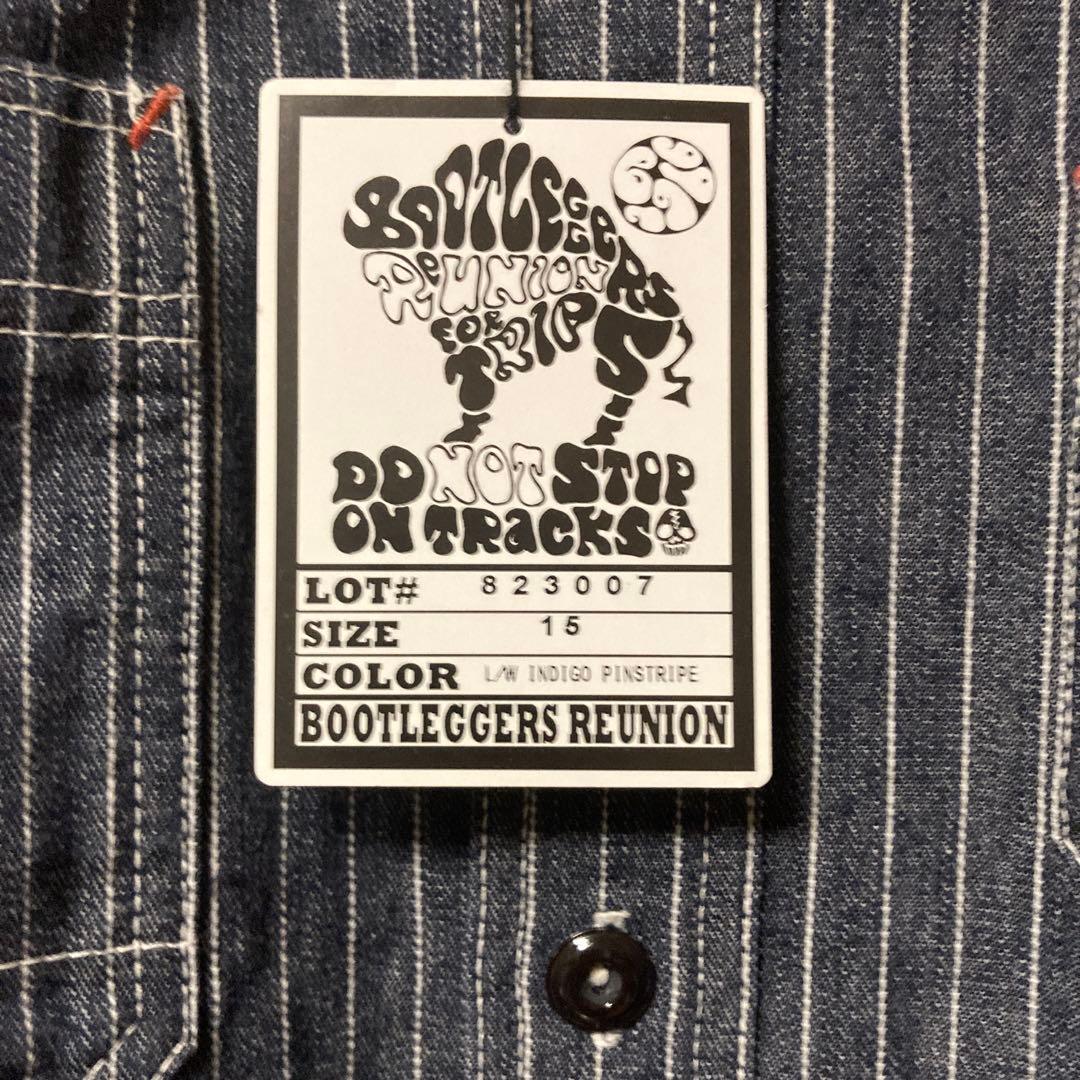 BOOTLEGGERS
REUNION
FOR
TRIPS
DO NOT STOP
ON TRACKS
LOT# 823007
SIZE 15
COLOR L/W INDIGO PINSTRIPE
BOOTLEGGERS REUNION